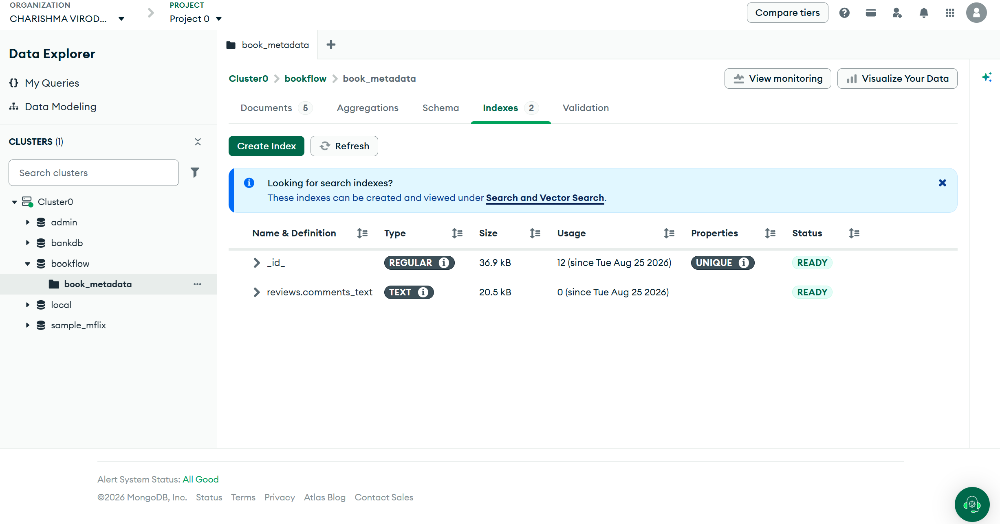 ORGANIZATION
CHARISHMA VIROD...
PROJECT
Project 0
Compare tiers
Data Explorer
My Queries
Data Modeling
CLUSTERS (1)
Search clusters
Cluster0
admin
bankdb
bookflow
book_metadata
local
sample_mflix
book_metadata
Cluster0 bookflow book_metadata
View monitoring
Visualize Your Data
Documents 5 Aggregations Schema Indexes 2 Validation
Create Index
Refresh
Looking for search indexes?
These indexes can be created and viewed under Search and Vector Search.
Name & Definition Type Size Usage Properties Status
_id_ REGULAR 36.9 kB 12 (since Tue Aug 25 2026) UNIQUE READY
reviews.comments_text TEXT 20.5 kB 0 (since Tue Aug 25 2026) READY
Alert System Status: All Good
©2026 MongoDB, Inc. Status Terms Privacy Atlas Blog Contact Sales